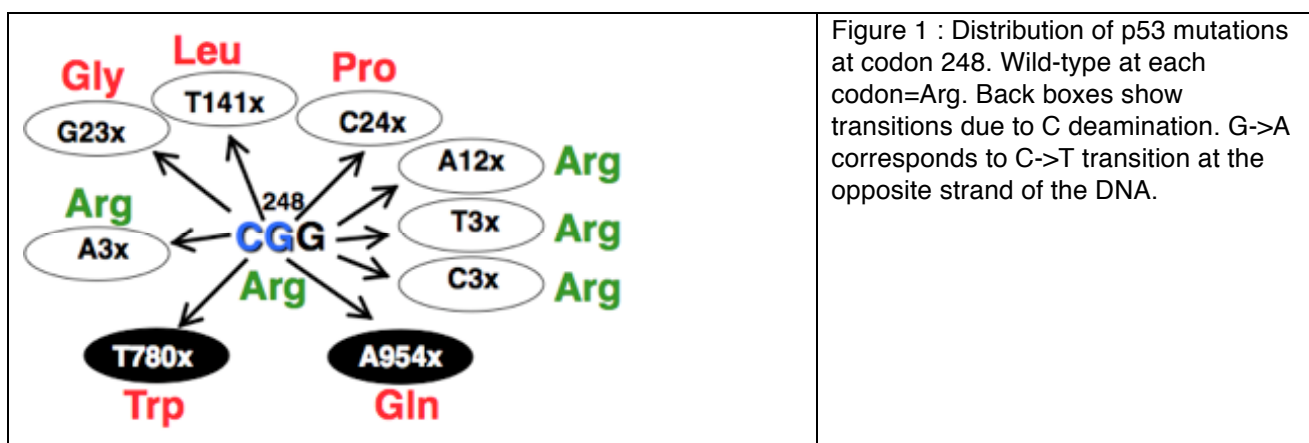 Leu
Gly
Pro
T141x
G23x
C24x
A12x
Arg
248
Arg
T3x
Arg
A3x
CGG
Arg
C3x
Arg
T780x
A954x
Trp
Gln
Figure 1 : Distribution of p53 mutations
at codon 248. Wild-type at each
codon=Arg. Back boxes show
transitions due to C deamination. G->A
corresponds to C->T transition at the
opposite strand of the DNA.